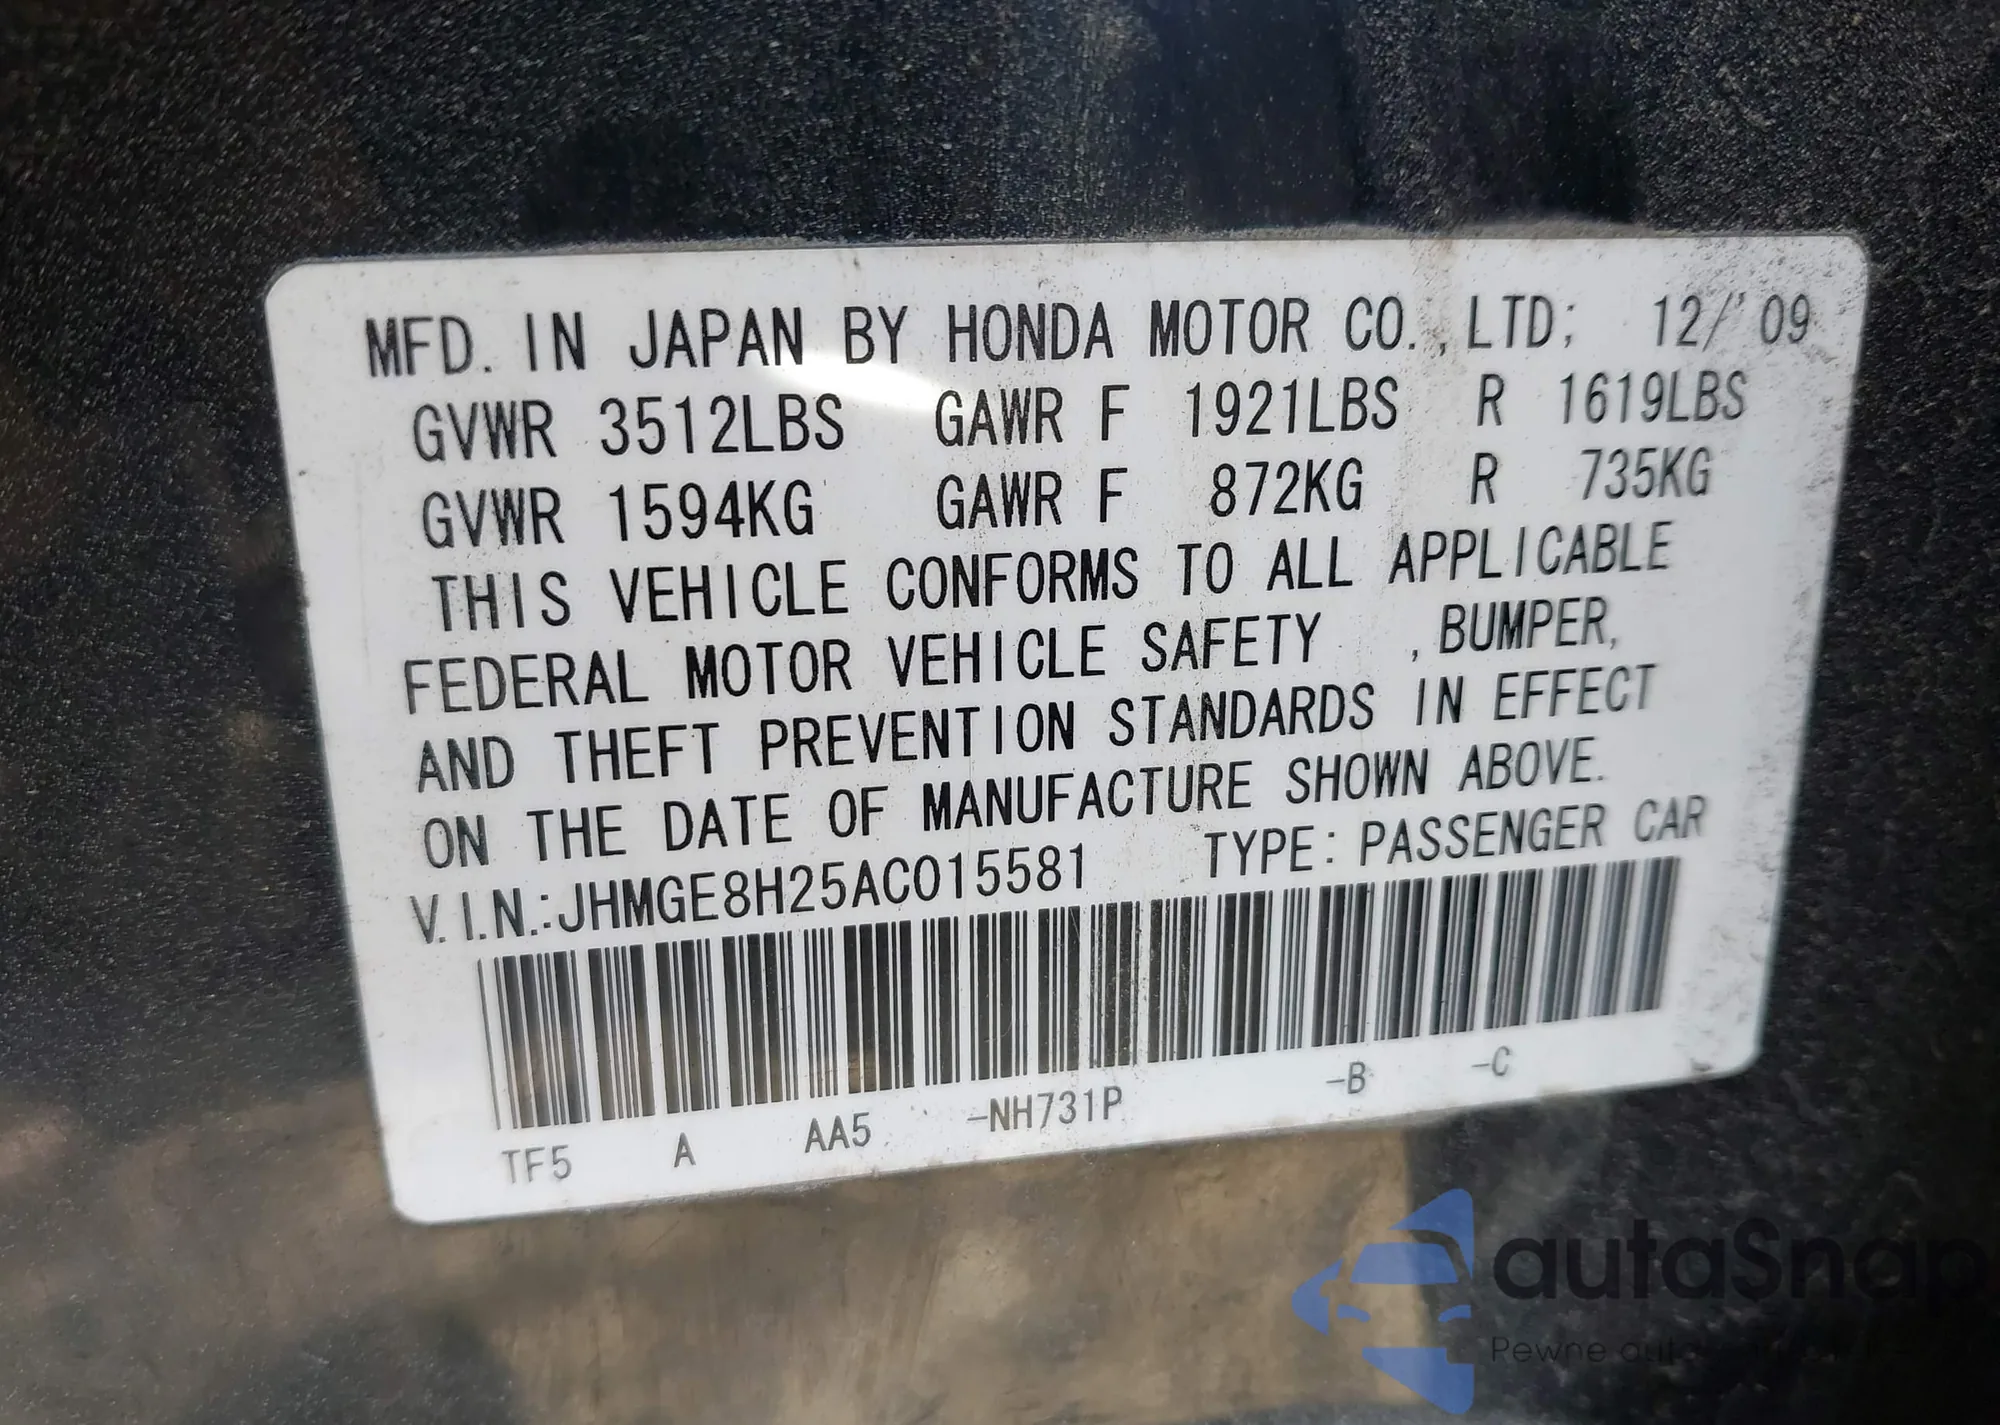 MFD. IN JAPAN BY HONDA MOTOR CO., LTD; 12/'09
GVWR 3512LBS GAWR F 1921LBS R 1619LBS
GVWR 1594KG GAWR F 872KG R 735KG
THIS VEHICLE CONFORMS TO ALL APPLICABLE
FEDERAL MOTOR VEHICLE SAFETY , BUMPER,
AND THEFT PREVENTION STANDARDS IN EFFECT
ON THE DATE OF MANUFACTURE SHOWN ABOVE.
V.I.N.:JHMGE8H25AC015581 TYPE: PASSENGER CAR
TF5 A AA5 -NH731P -B -C
autaSnap
Pewne